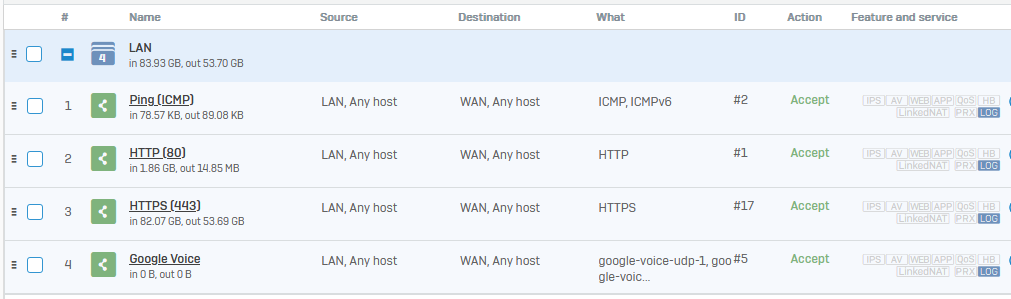 # Name Source Destination What ID Action Feature and service
4 LAN
in 83.93 GB, out 53.70 GB
1 Ping (ICMP) LAN, Any host WAN, Any host ICMP, ICMPv6 #2 Accept IPS AV WEB APP QoS HB
in 78.57 KB, out 89.08 KB LinkedNAT PRX LOG
2 HTTP (80) LAN, Any host WAN, Any host HTTP #1 Accept IPS AV WEB APP QoS HB
in 1.86 GB, out 14.85 MB LinkedNAT PRX LOG
3 HTTPS (443) LAN, Any host WAN, Any host HTTPS #17 Accept IPS AV WEB APP QoS HB
in 82.07 GB, out 53.69 GB LinkedNAT PRX LOG
4 Google Voice LAN, Any host WAN, Any host google-voice-udp-1, goo #5 Accept IPS AV WEB APP QoS HB
in 0 B, out 0 B gle-voic... LinkedNAT PRX LOG